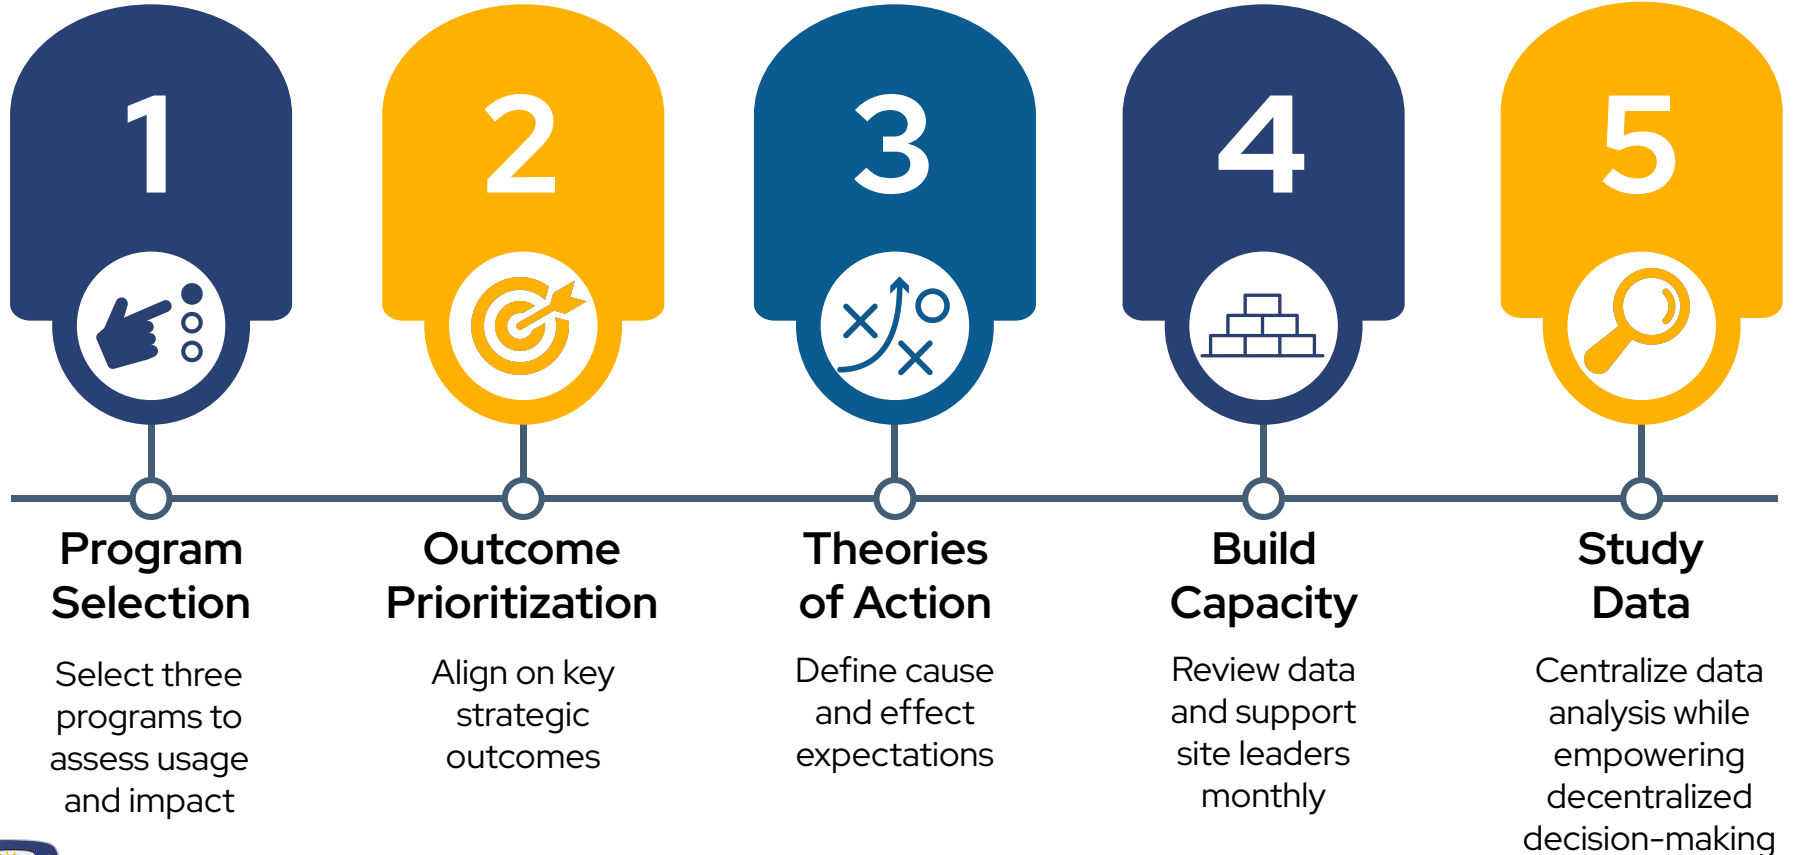 1
2
3
4
5
Program
Selection
Select three
programs to
assess usage
and impact
Outcome
Prioritization
Align on key
strategic
outcomes
Theories
of Action
Define cause
and effect
expectations
Build
Capacity
Review data
and support
site leaders
monthly
Study
Data
Centralize data
analysis while
empowering
decentralized
decision-making